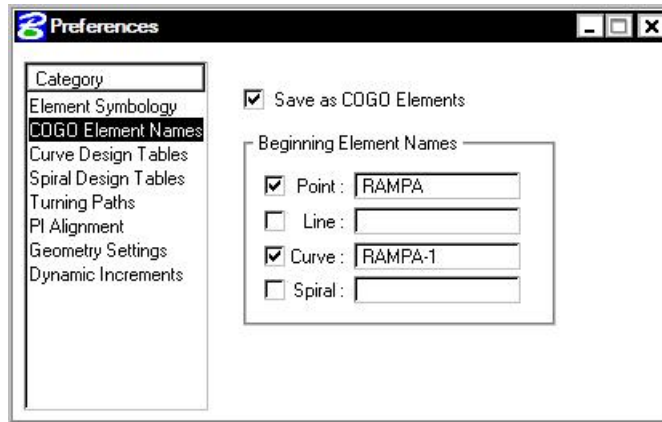 Preferences
Category
Element Symbology
COGO Element Names
Curve Design Tables
Spiral Design Tables
Turning Paths
PI Alignment
Geometry Settings
Dynamic Increments
Save as COGO Elements
Beginning Element Names
Point : RAMPA
Line :
Curve : RAMPA-1
Spiral :